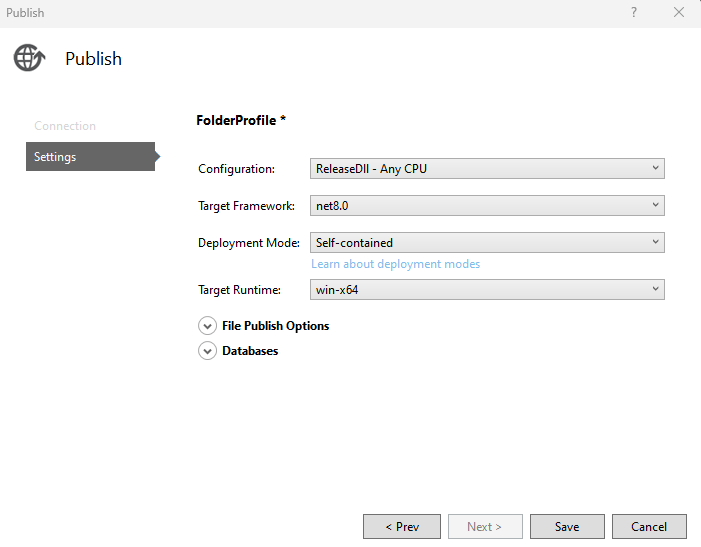 Publish
?
Publish
Connection
Settings
FolderProfile *
Configuration: ReleaseDll - Any CPU
Target Framework: net8.0
Deployment Mode: Self-contained
Learn about deployment modes
Target Runtime: win-x64
File Publish Options
Databases
< Prev
Next >
Save
Cancel